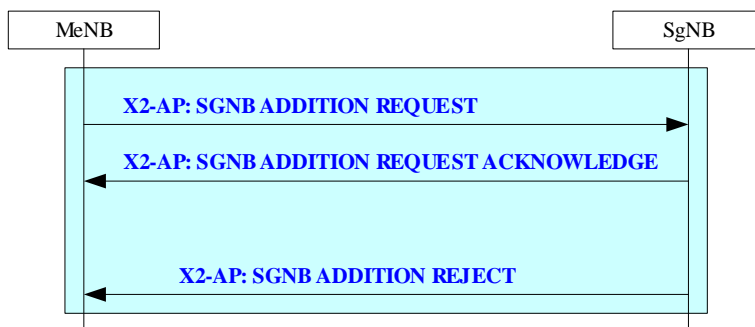 MeNB
SgNB
X2-AP: SGNB ADDITION REQUEST
X2-AP: SGNB ADDITION REQUEST ACKNOWLEDGE
X2-AP: SGNB ADDITION REJECT